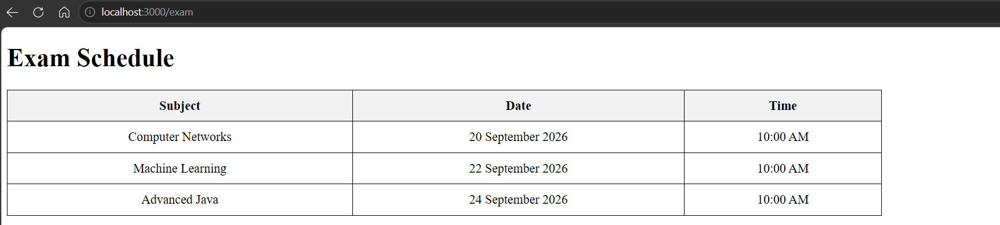 localhost:3000/exam
Exam Schedule
Subject Date Time
Computer Networks 20 September 2026 10:00 AM
Machine Learning 22 September 2026 10:00 AM
Advanced Java 24 September 2026 10:00 AM